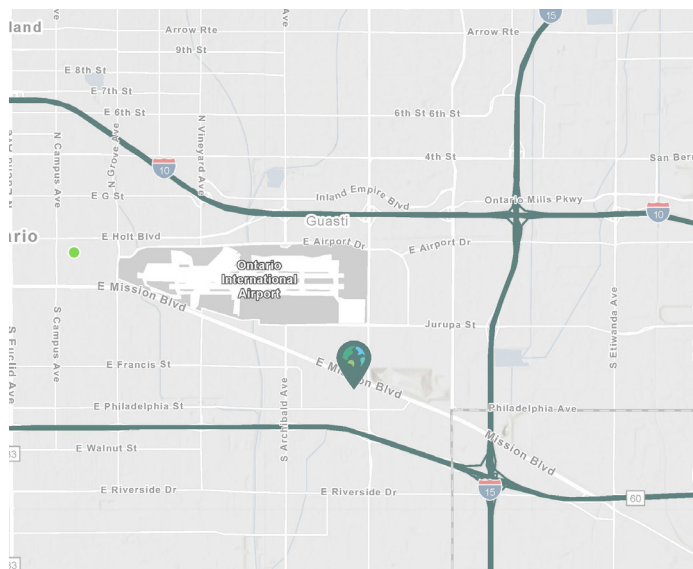 15
Arrow Rte
Arrow Rte
land
9th St
E 8th St
E 7th St
E 6th St
6th St 6th St
N Vineyard Ave
N Grove Ave
N Campus Ave
4th St
San Bern
10
E G St
Inland Empire Blvd
Ontario Mills Pkwy
10
Guasti
ario
E Holt Blvd
E Airport Dr
E Airport Dr
Ontario
International
Airport
E Mission Blvd
S Campus Ave
S Euclid Ave
Jurupa St
S Etiwanda Ave
E Francis St
E Mission Blvd
S Archibald Ave
E Philadelphia St
Philadelphia Ave
Mission Blvd
E Walnut St
E Riverside Dr
E Riverside Dr
15
60